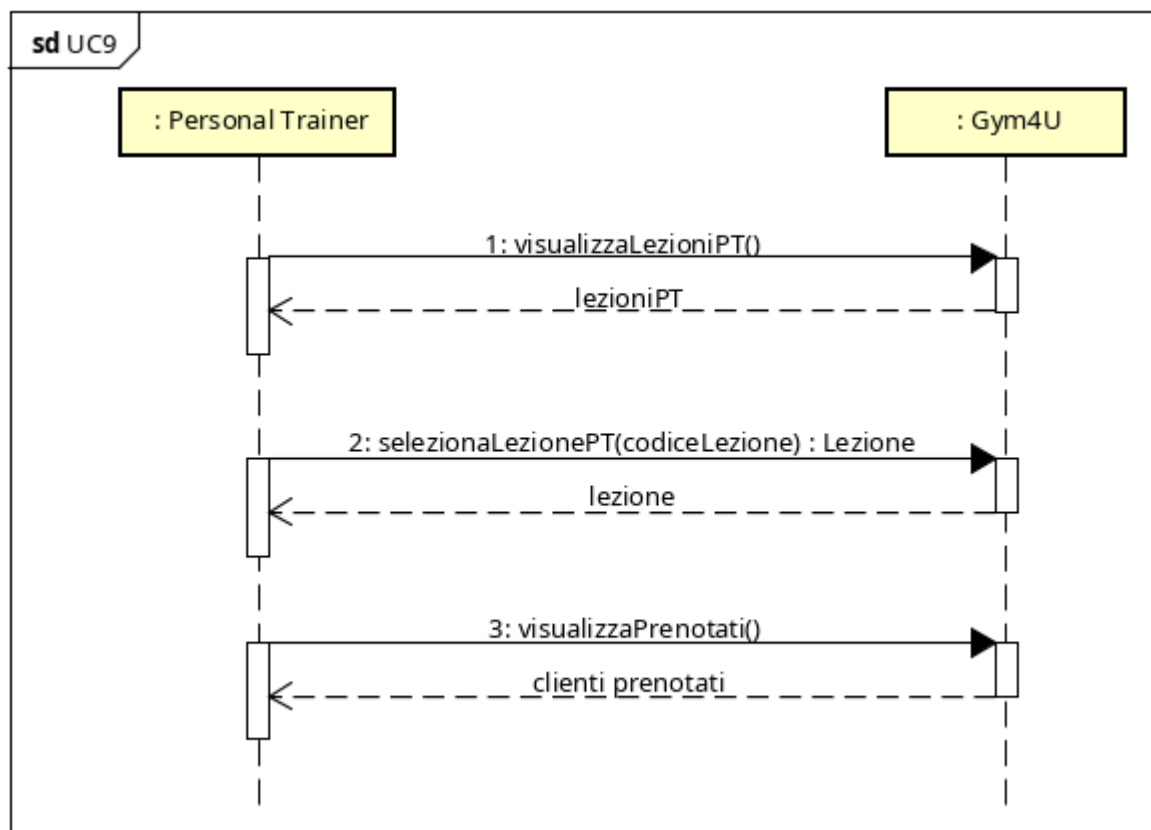 sd UC9
: Personal Trainer
: Gym4U
1: visualizzaLezioniPT()
lezioniPT
2: selezionaLezionePT(codiceLezione) : Lezione
lezione
3: visualizzaPrenotati()
clienti prenotati